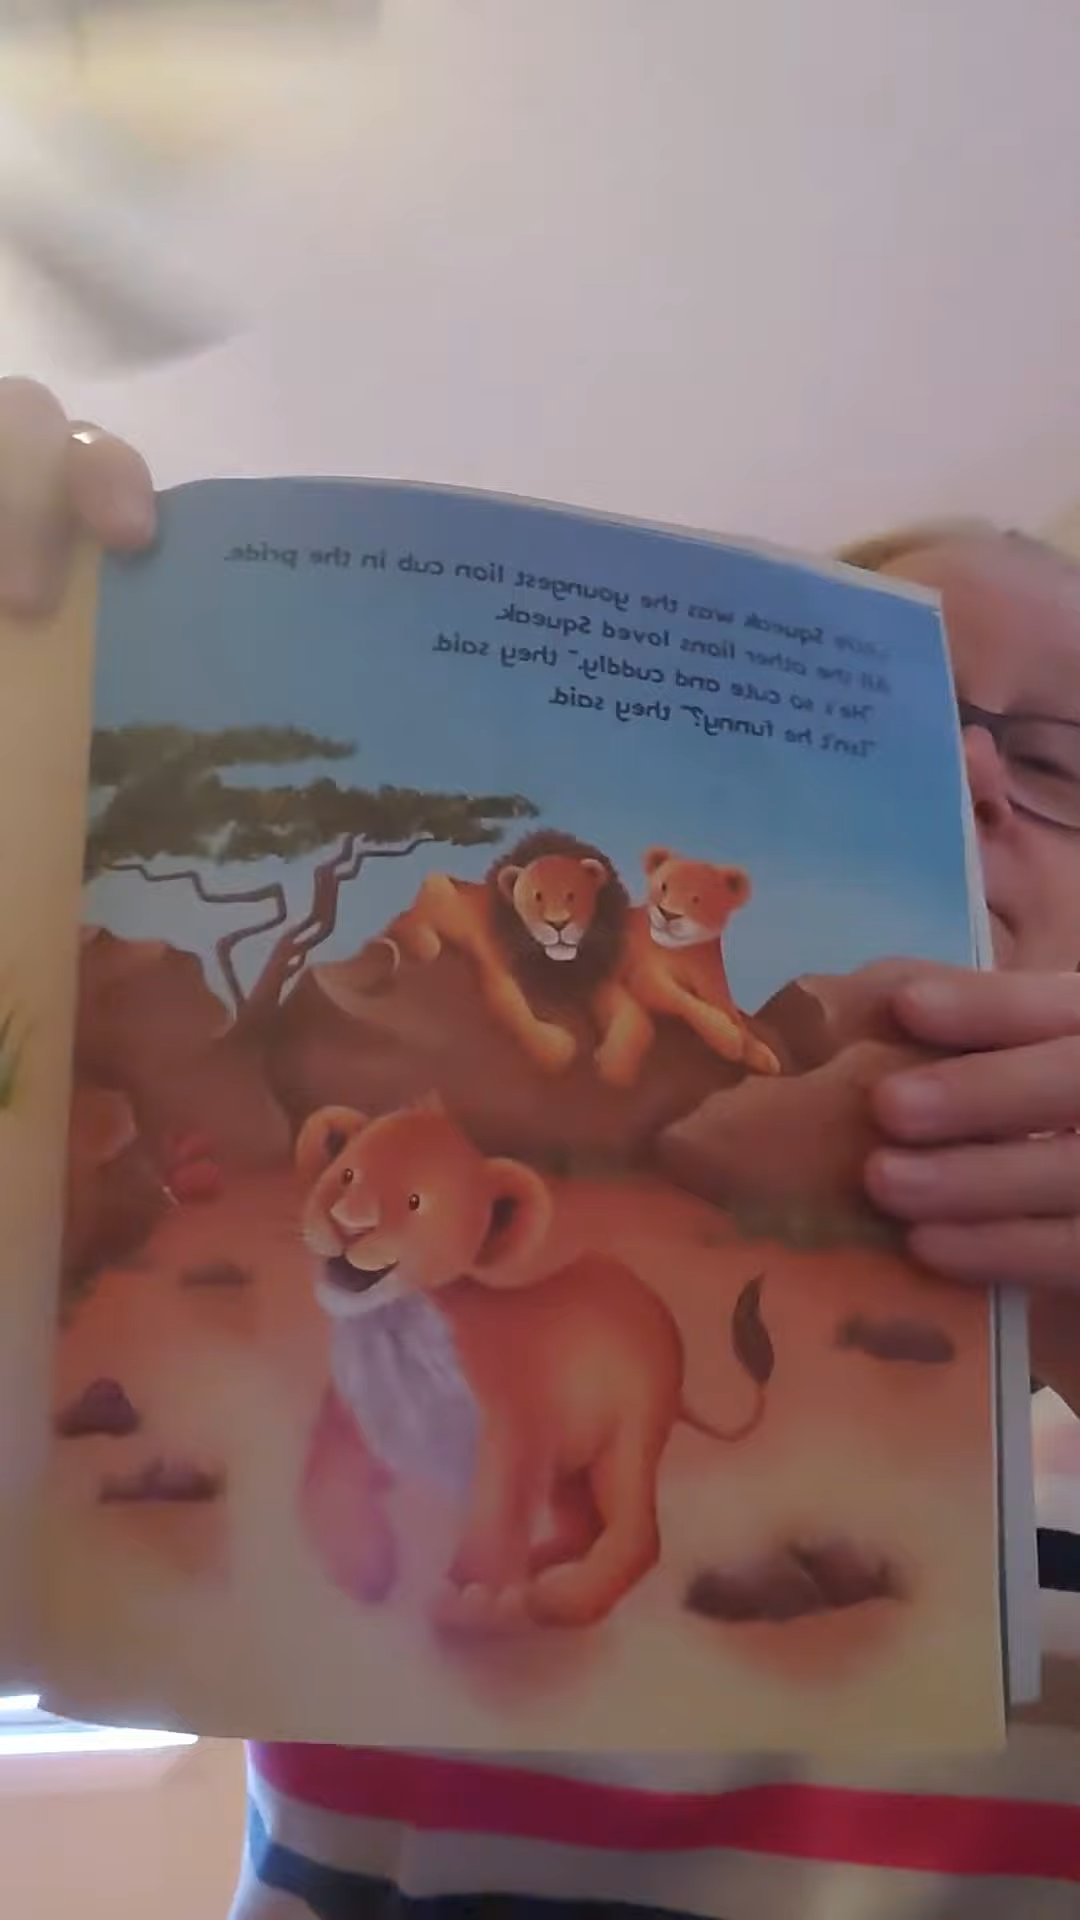 Little Squeak was the youngest lion cub in the pride.
All the other lions loved Squeak.
"He's so cute and cuddly," they said.
"Isn't he funny?" they said.